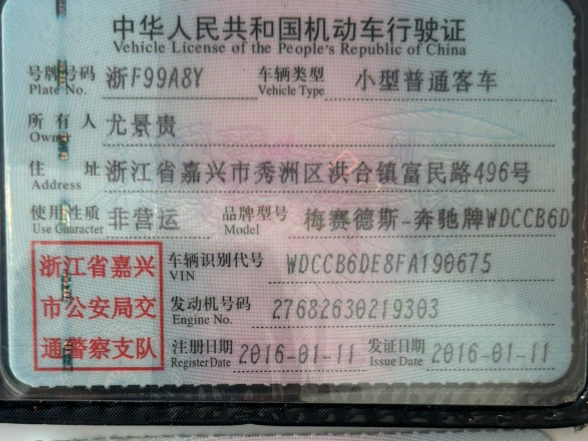 中华人民共和国机动车行驶证
Vehicle License of the People's Republic of China
号牌号码 浙F99A8Y 车辆类型 小型普通客车
Plate No. Vehicle Type
所有人 尤景贵
Owner
住址 浙江省嘉兴市秀洲区洪合镇富民路496号
Address
使用性质 非营运 品牌型号 梅赛德斯-奔驰牌WDCCB6D
Use Character Model
浙江省嘉兴
市公安局交
通警察支队
车辆识别代号 WDCCB6DE8FA190675
VIN
发动机号码 27682630219303
Engine No.
注册日期 2016-01-11 发证日期 2016-01-11
Register Date Issue Date